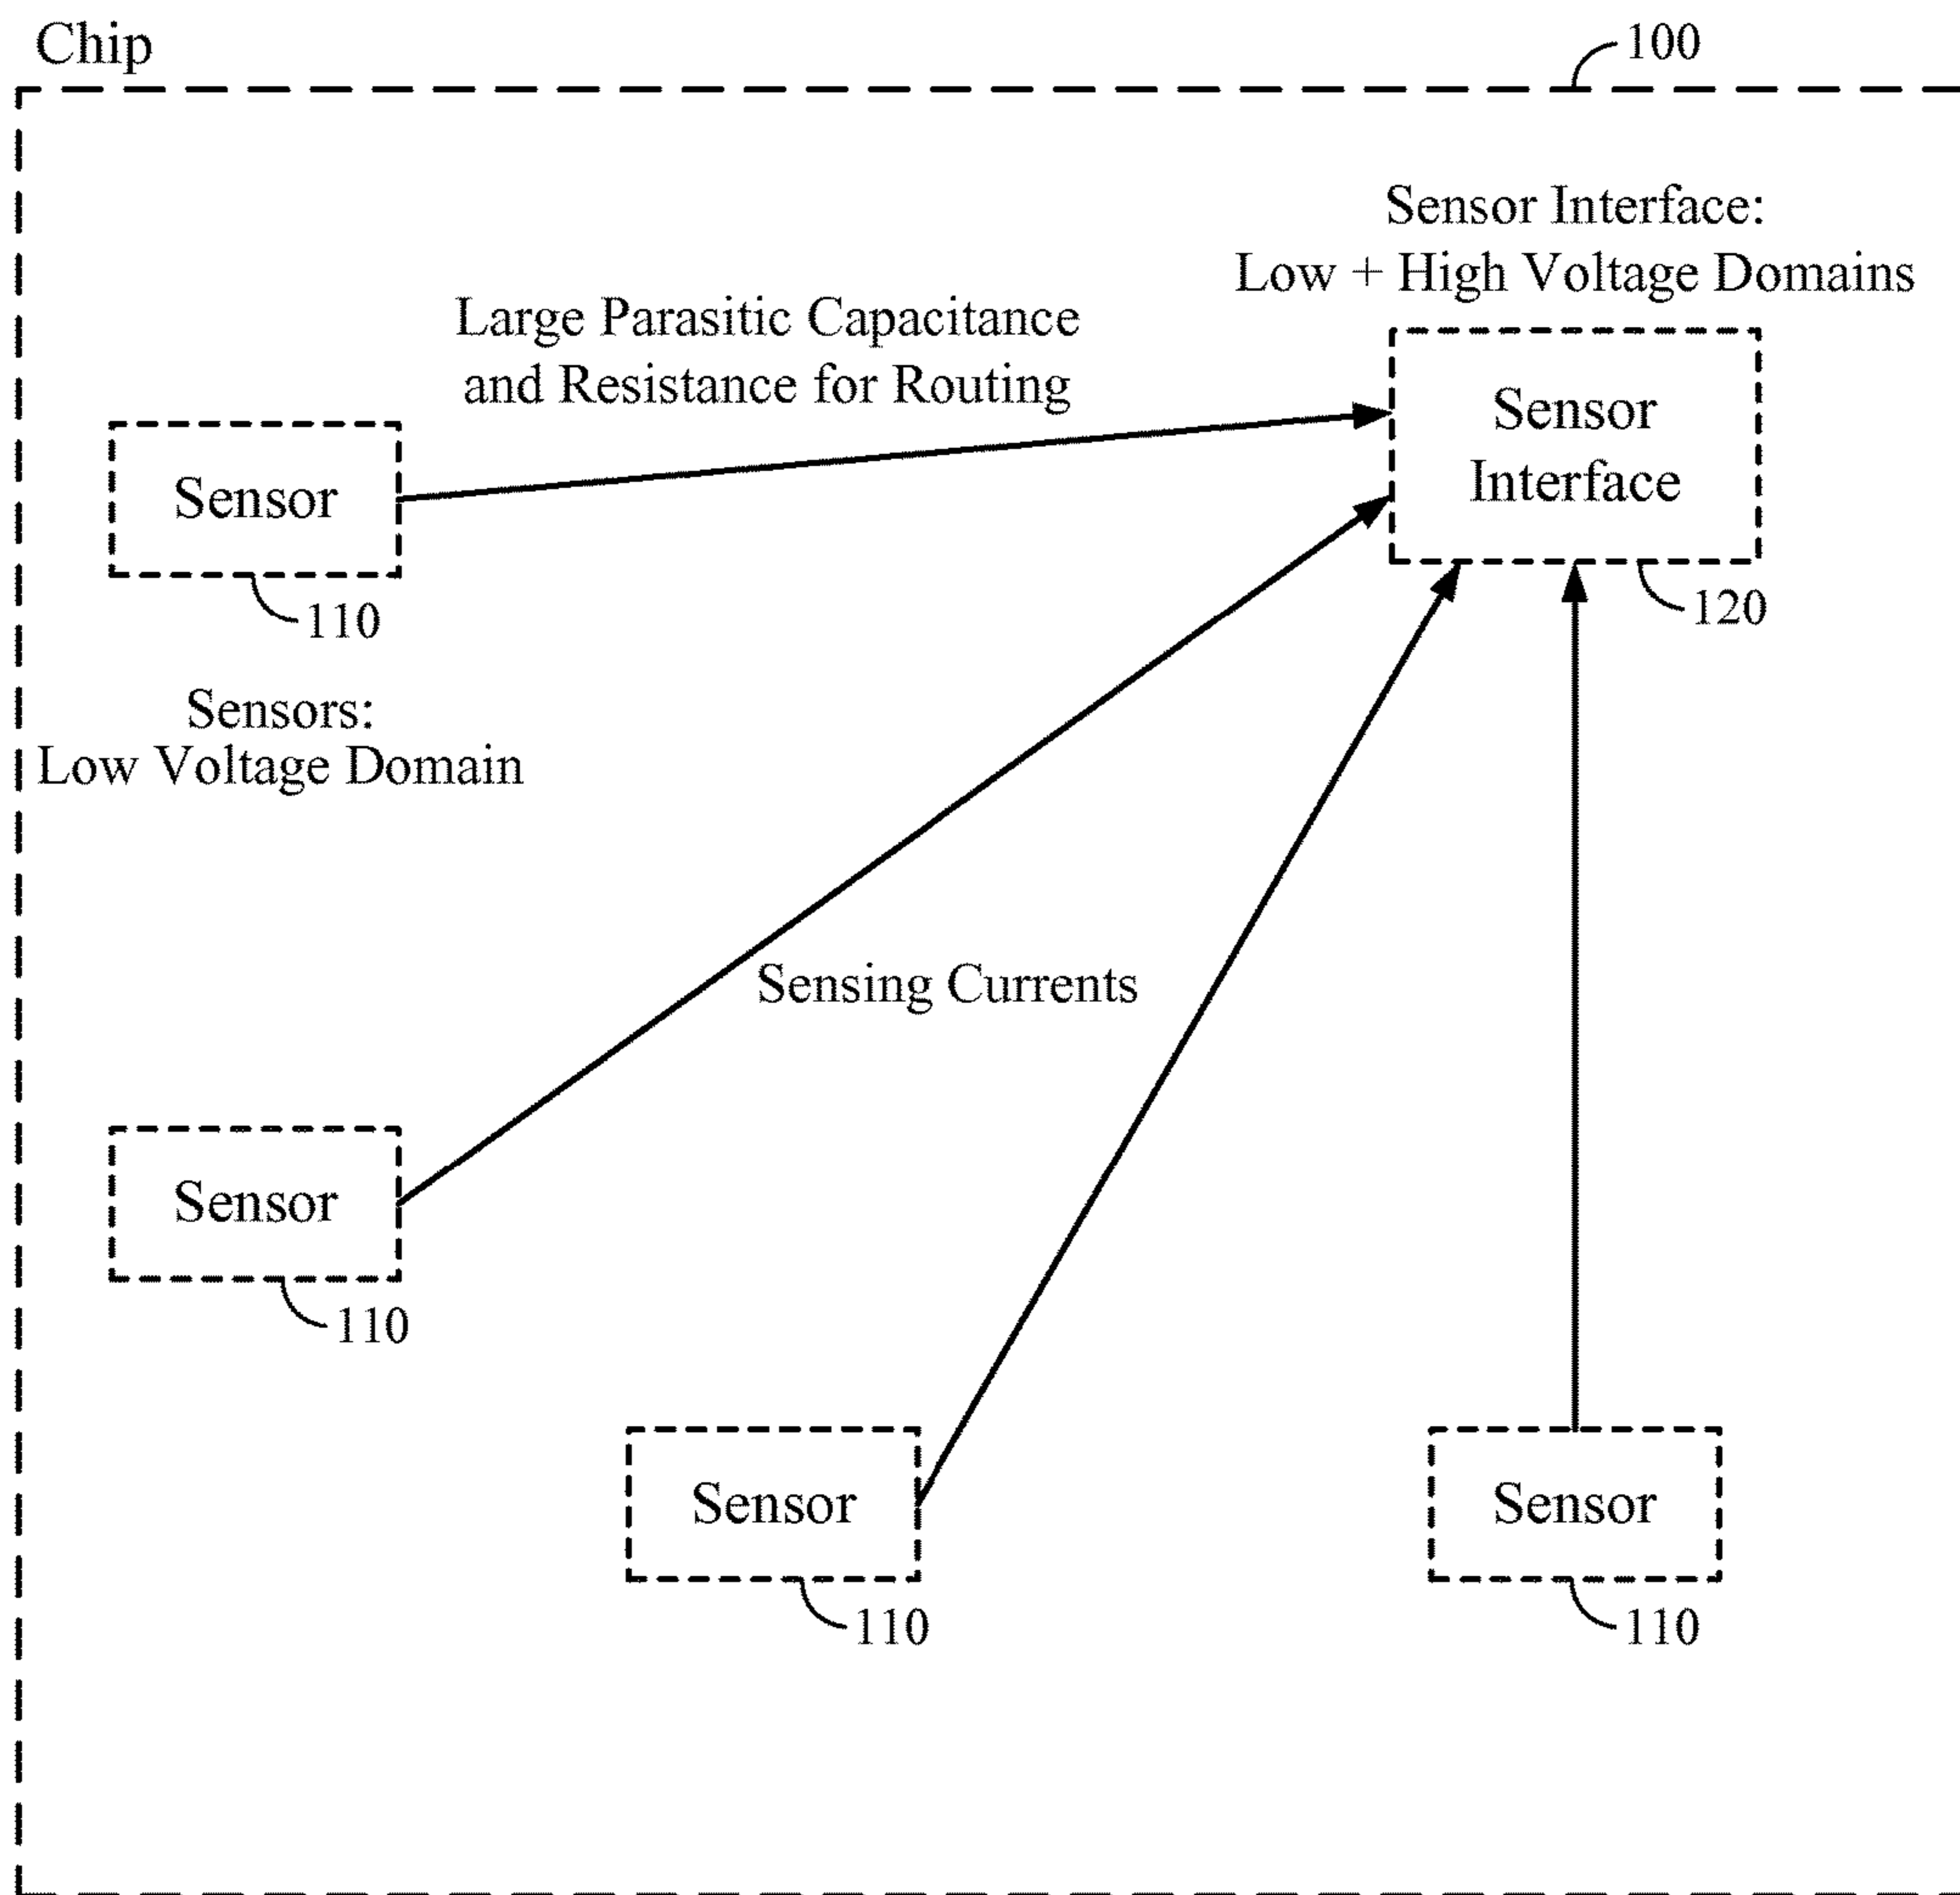 Chip
100
Sensor Interface:
Low + High Voltage Domains
Large Parasitic Capacitance
and Resistance for Routing
Sensor
Interface
Sensor
120
110
Sensors:
Low Voltage Domain
Sensing Currents
Sensor
110
Sensor
Sensor
110
110